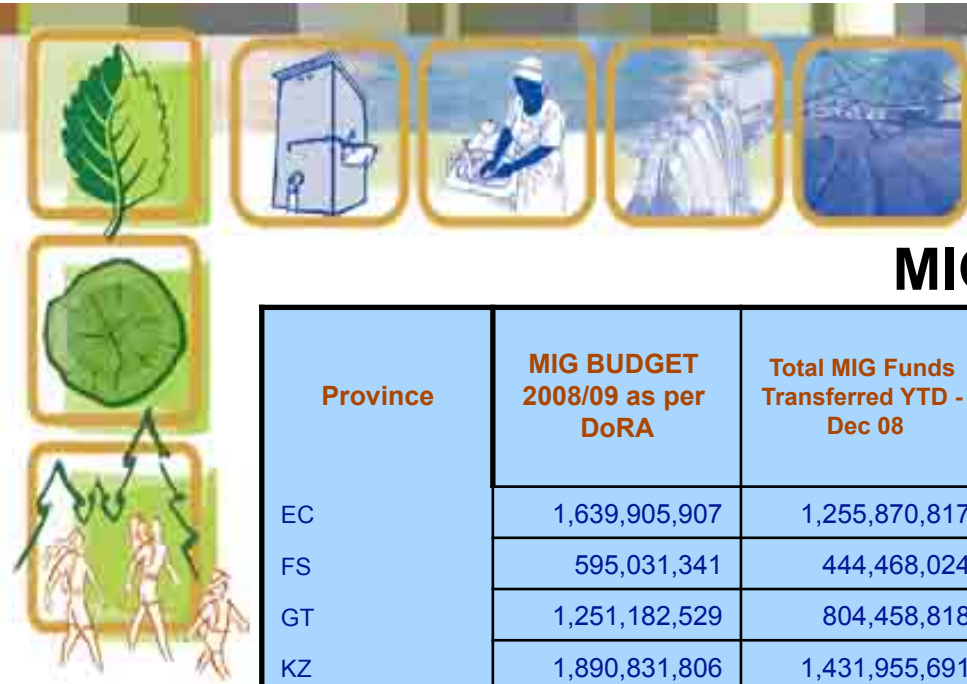 MIG
Province
MIG BUDGET
2008/09 as per
DoRA
Total MIG Funds
Transferred YTD -
Dec 08
EC 1,639,905,907 1,255,870,817
FS 595,031,341 444,468,024
GT 1,251,182,529 804,458,818
KZ 1,890,831,806 1,431,955,691